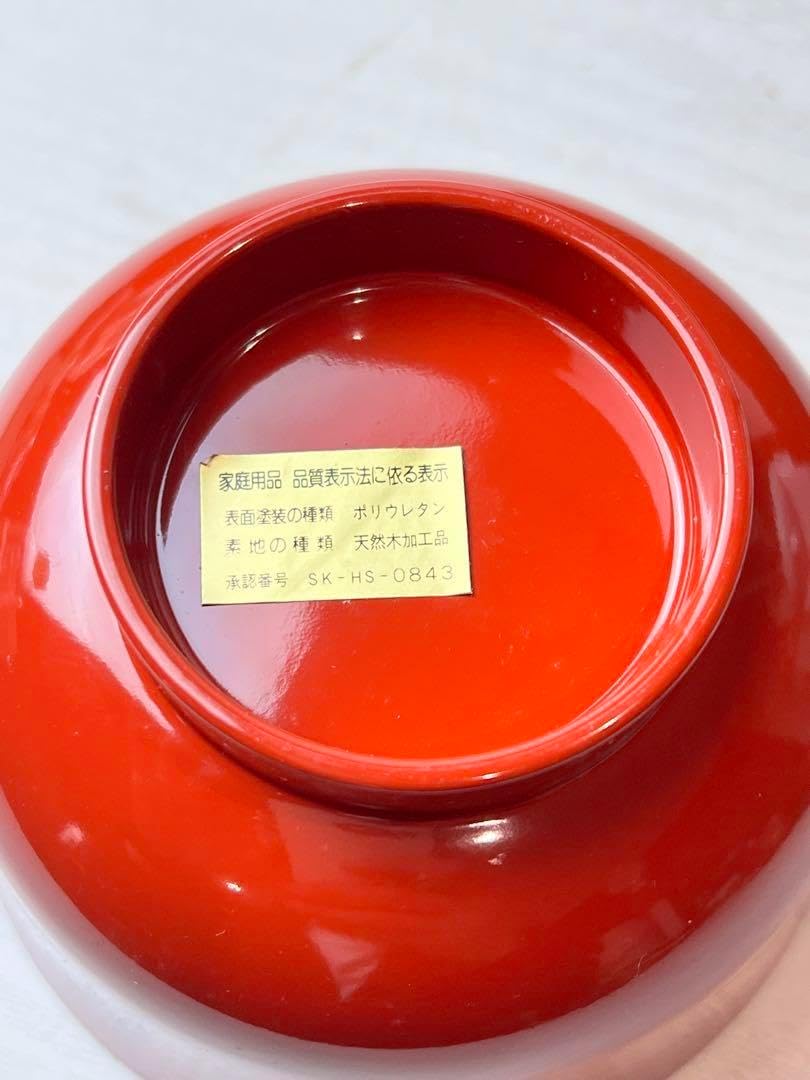 家庭用品 品質表示法に依る表示
表面塗装の種類 ポリウレタン
素地の種類 天然木加工品
承認番号 SK-HS-0843